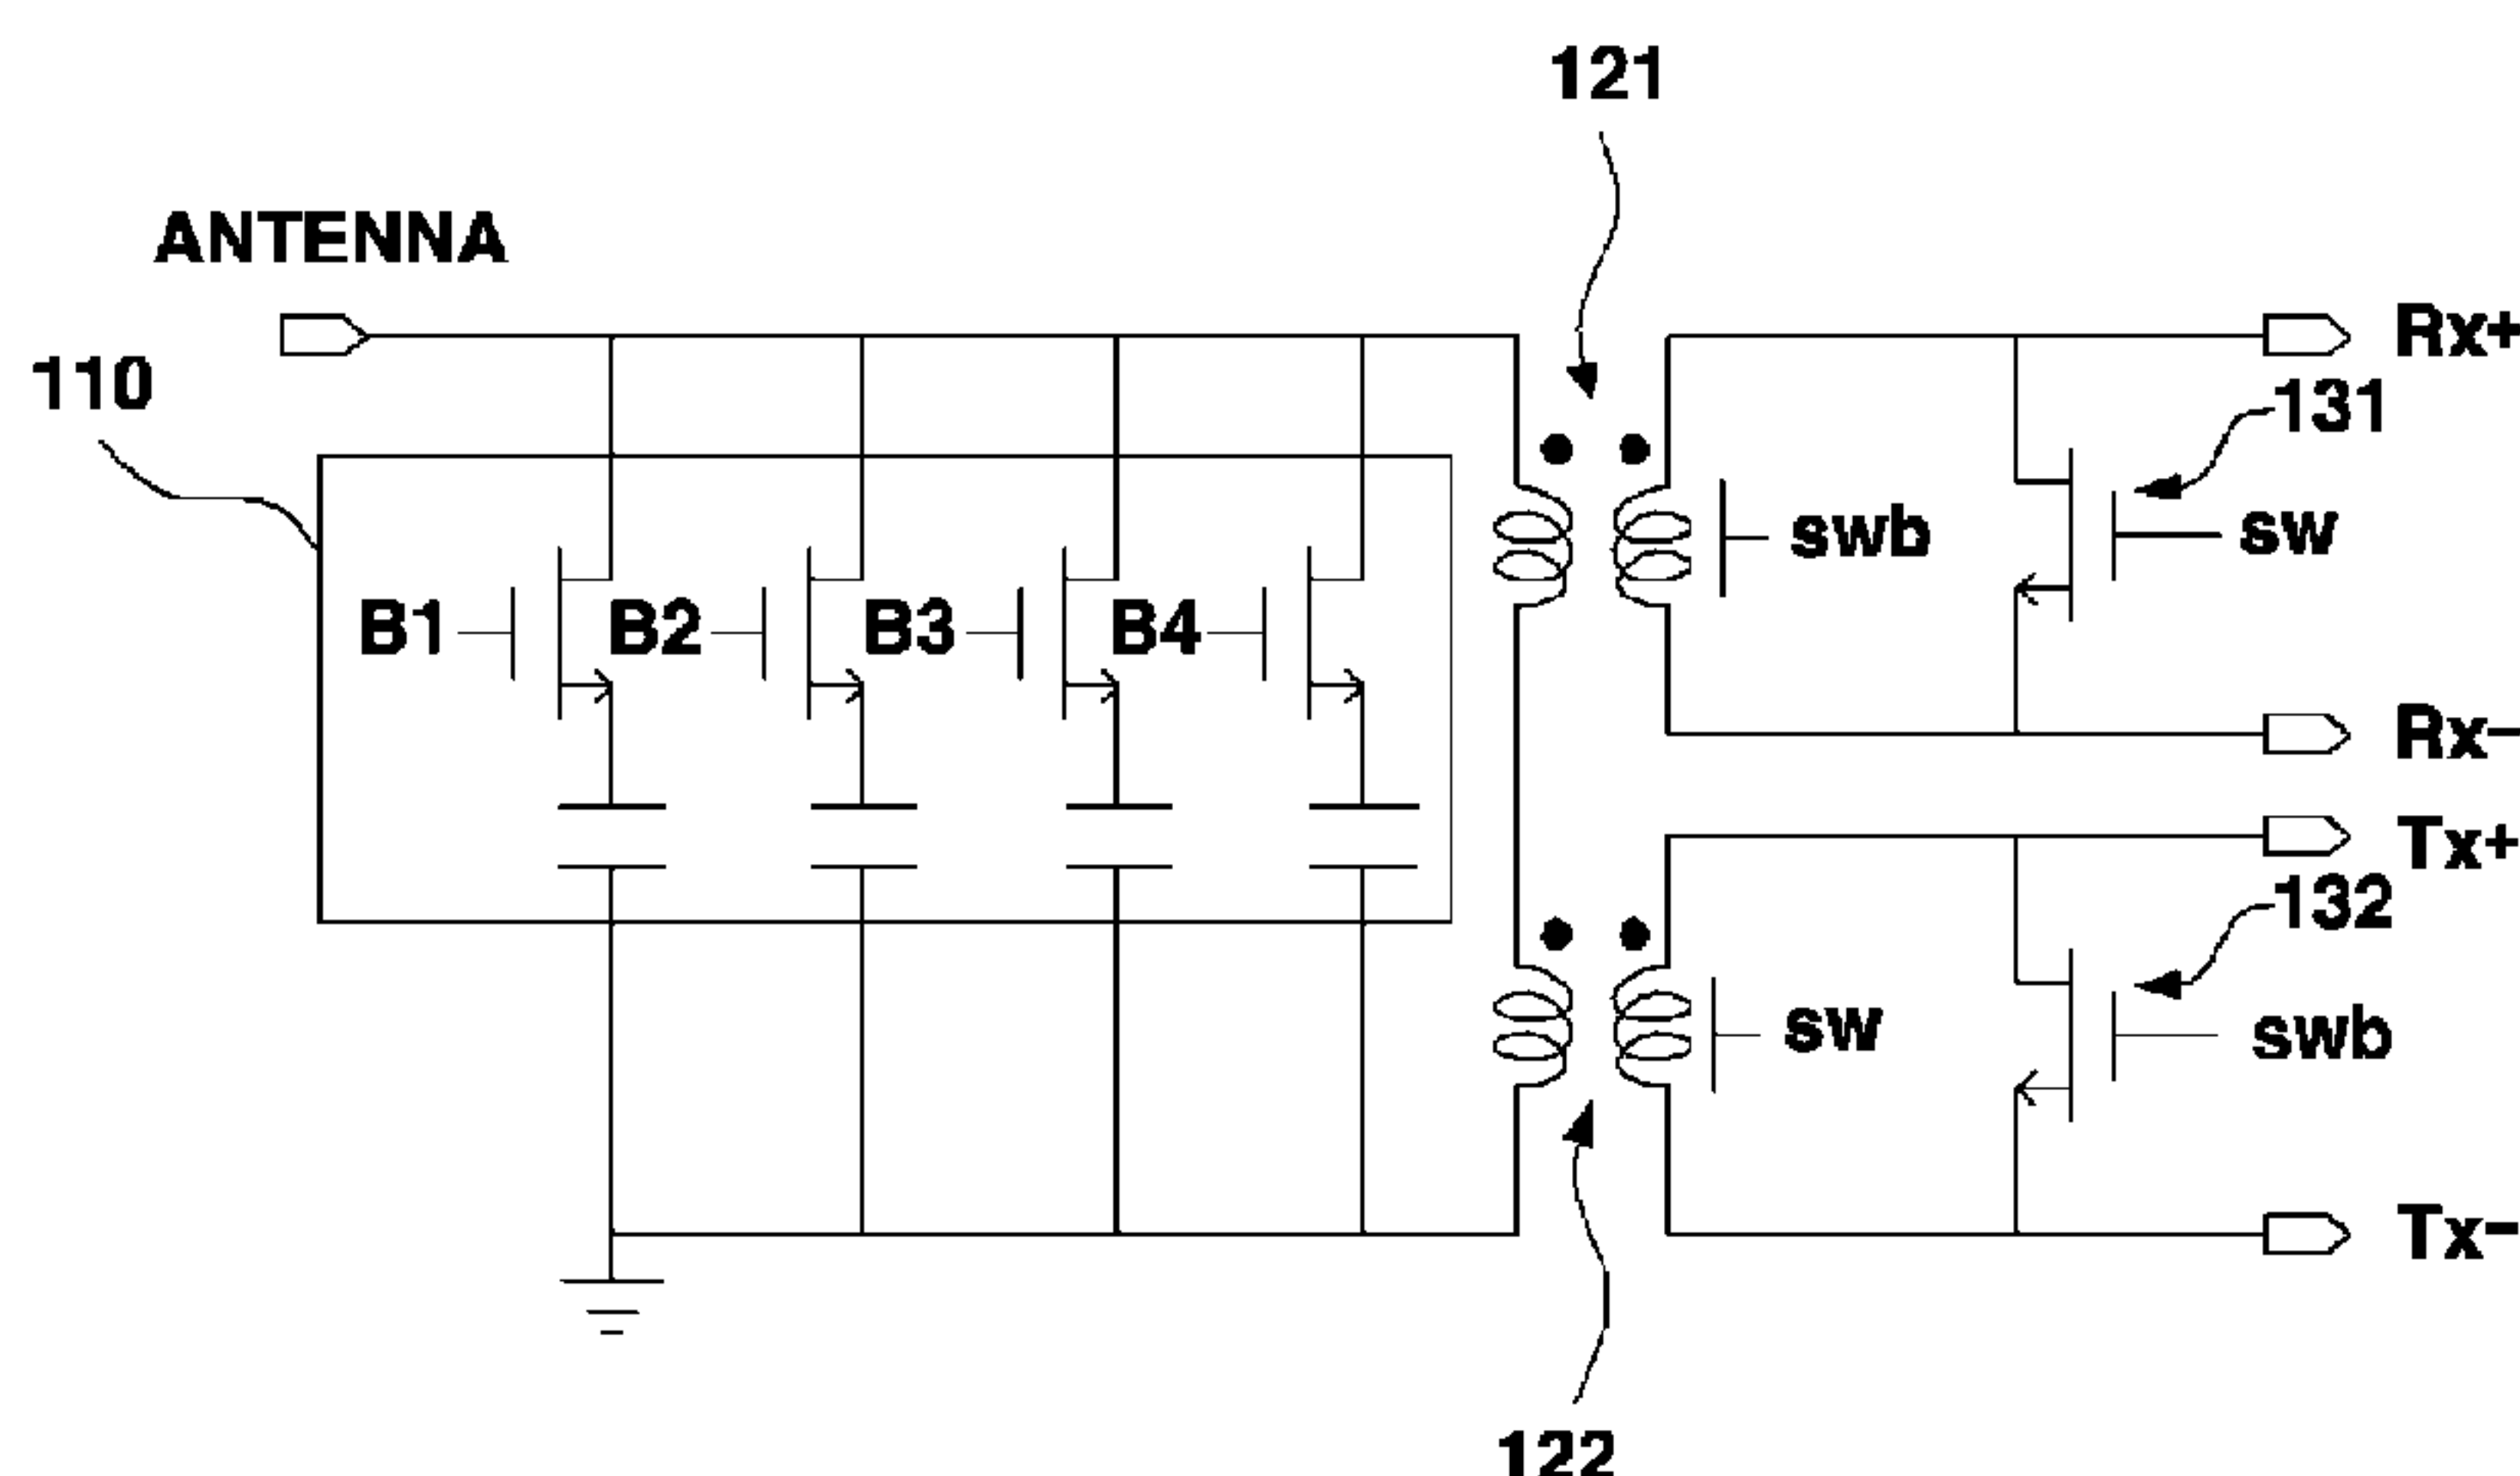 121
ANTENNA
Rx+
110
131
swb
sw
B1
B2
B3
B4
Rx-
Tx+
132
sw
swb
Tx-
122